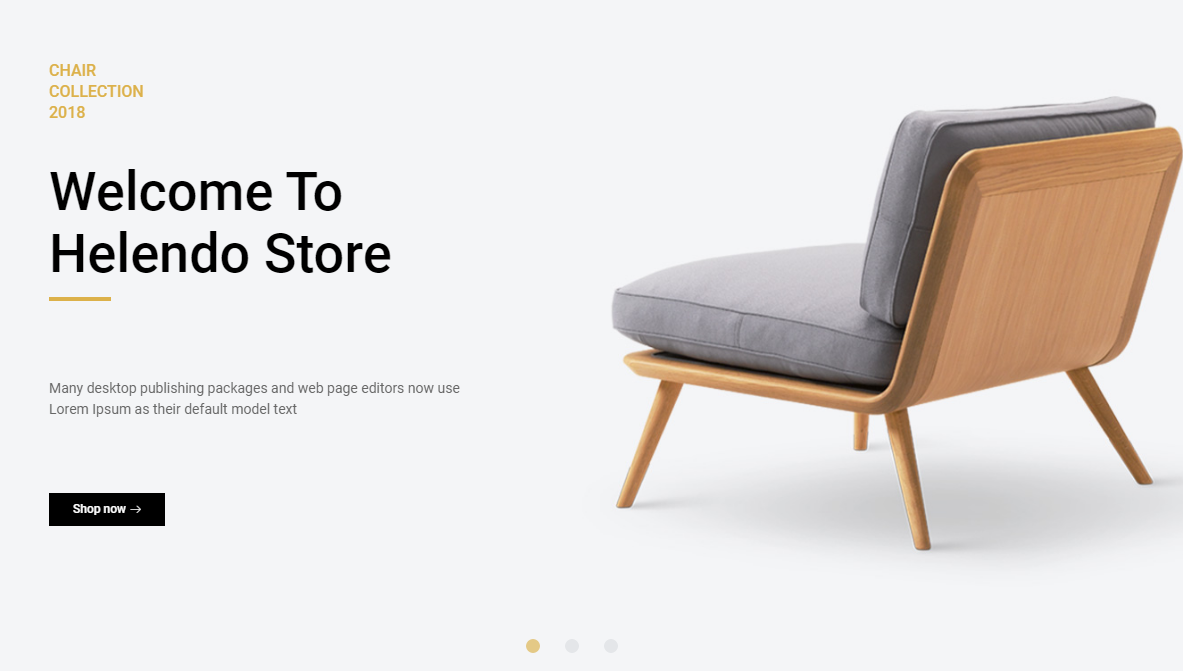 CHAIR
COLLECTION
2018
Welcome To
Helendo Store
Many desktop publishing packages and web page editors now use
Lorem Ipsum as their default model text
Shop now →